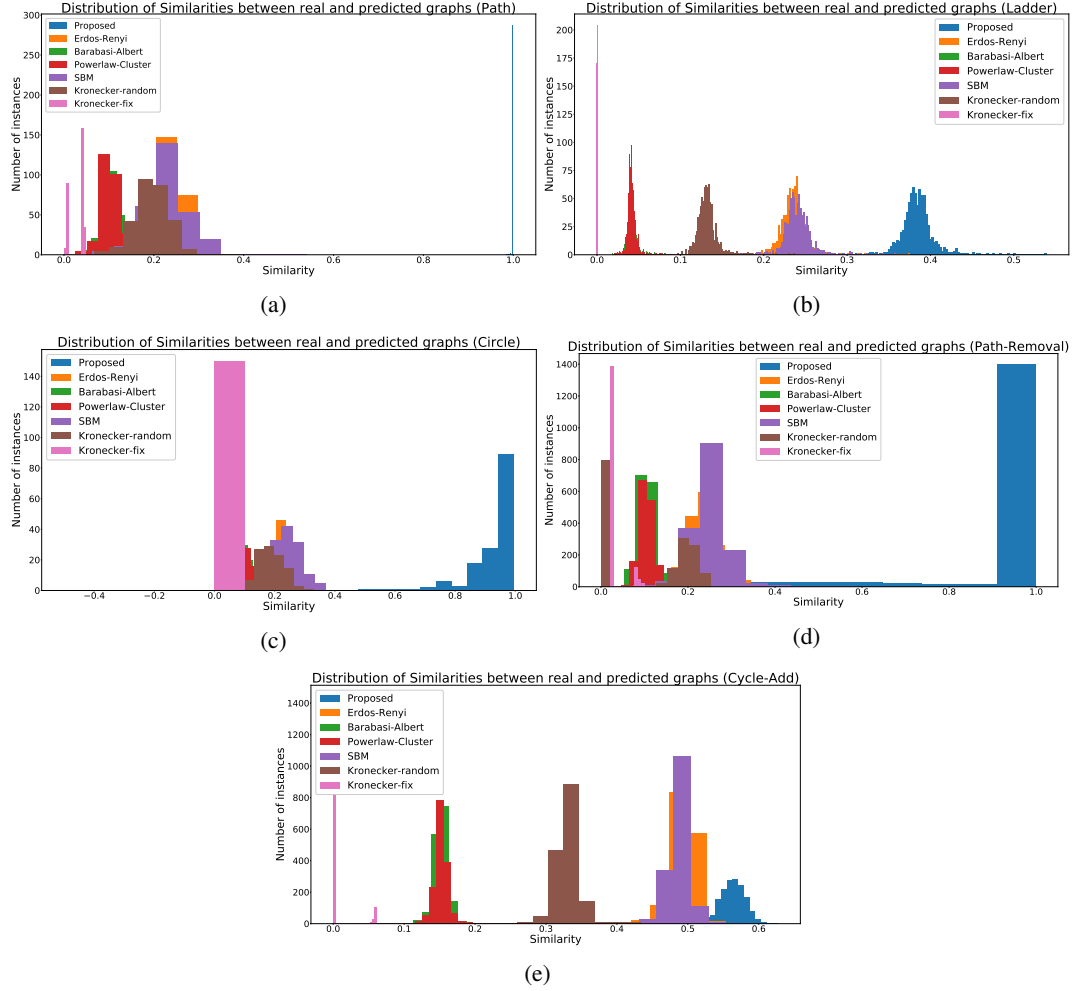 Distribution of Similarities between real and predicted graphs (Path)
300
250
200
150
100
50
0
Number of instances
Proposed
Erdos-Renyi
Barabasi-Albert
Powerlaw-Cluster
SBM
Kronecker-random
Kronecker-fix
0.0 0.2 0.4 0.6 0.8 1.0
Similarity
(a)
Distribution of Similarities between real and predicted graphs (Ladder)
200
175
150
125
100
75
50
25
0
Number of instances
Proposed
Erdos-Renyi
Barabasi-Albert
Powerlaw-Cluster
SBM
Kronecker-random
Kronecker-fix
0.0 0.1 0.2 0.3 0.4 0.5
Similarity
(b)
Distribution of Similarities between real and predicted graphs (Circle)
140
120
100
80
60
40
20
0
Number of instances
Proposed
Erdos-Renyi
Barabasi-Albert
Powerlaw-Cluster
SBM
Kronecker-random
Kronecker-fix
−0.4 −0.2 0.0 0.2 0.4 0.6 0.8 1.0
Similarity
(c)
Distribution of Similarities between real and predicted graphs (Path-Removal)
1400
1200
1000
800
600
400
200
0
Number of instances
Proposed
Erdos-Renyi
Barabasi-Albert
Powerlaw-Cluster
SBM
Kronecker-random
Kronecker-fix
0.0 0.2 0.4 0.6 0.8 1.0
Similarity
(d)
Distribution of Similarities between real and predicted graphs (Cycle-Add)
1400
1200
1000
800
600
400
200
0
Number of instances
Proposed
Erdos-Renyi
Barabasi-Albert
Powerlaw-Cluster
SBM
Kronecker-random
Kronecker-fix
0.0 0.1 0.2 0.3 0.4 0.5 0.6
Similarity
(e)